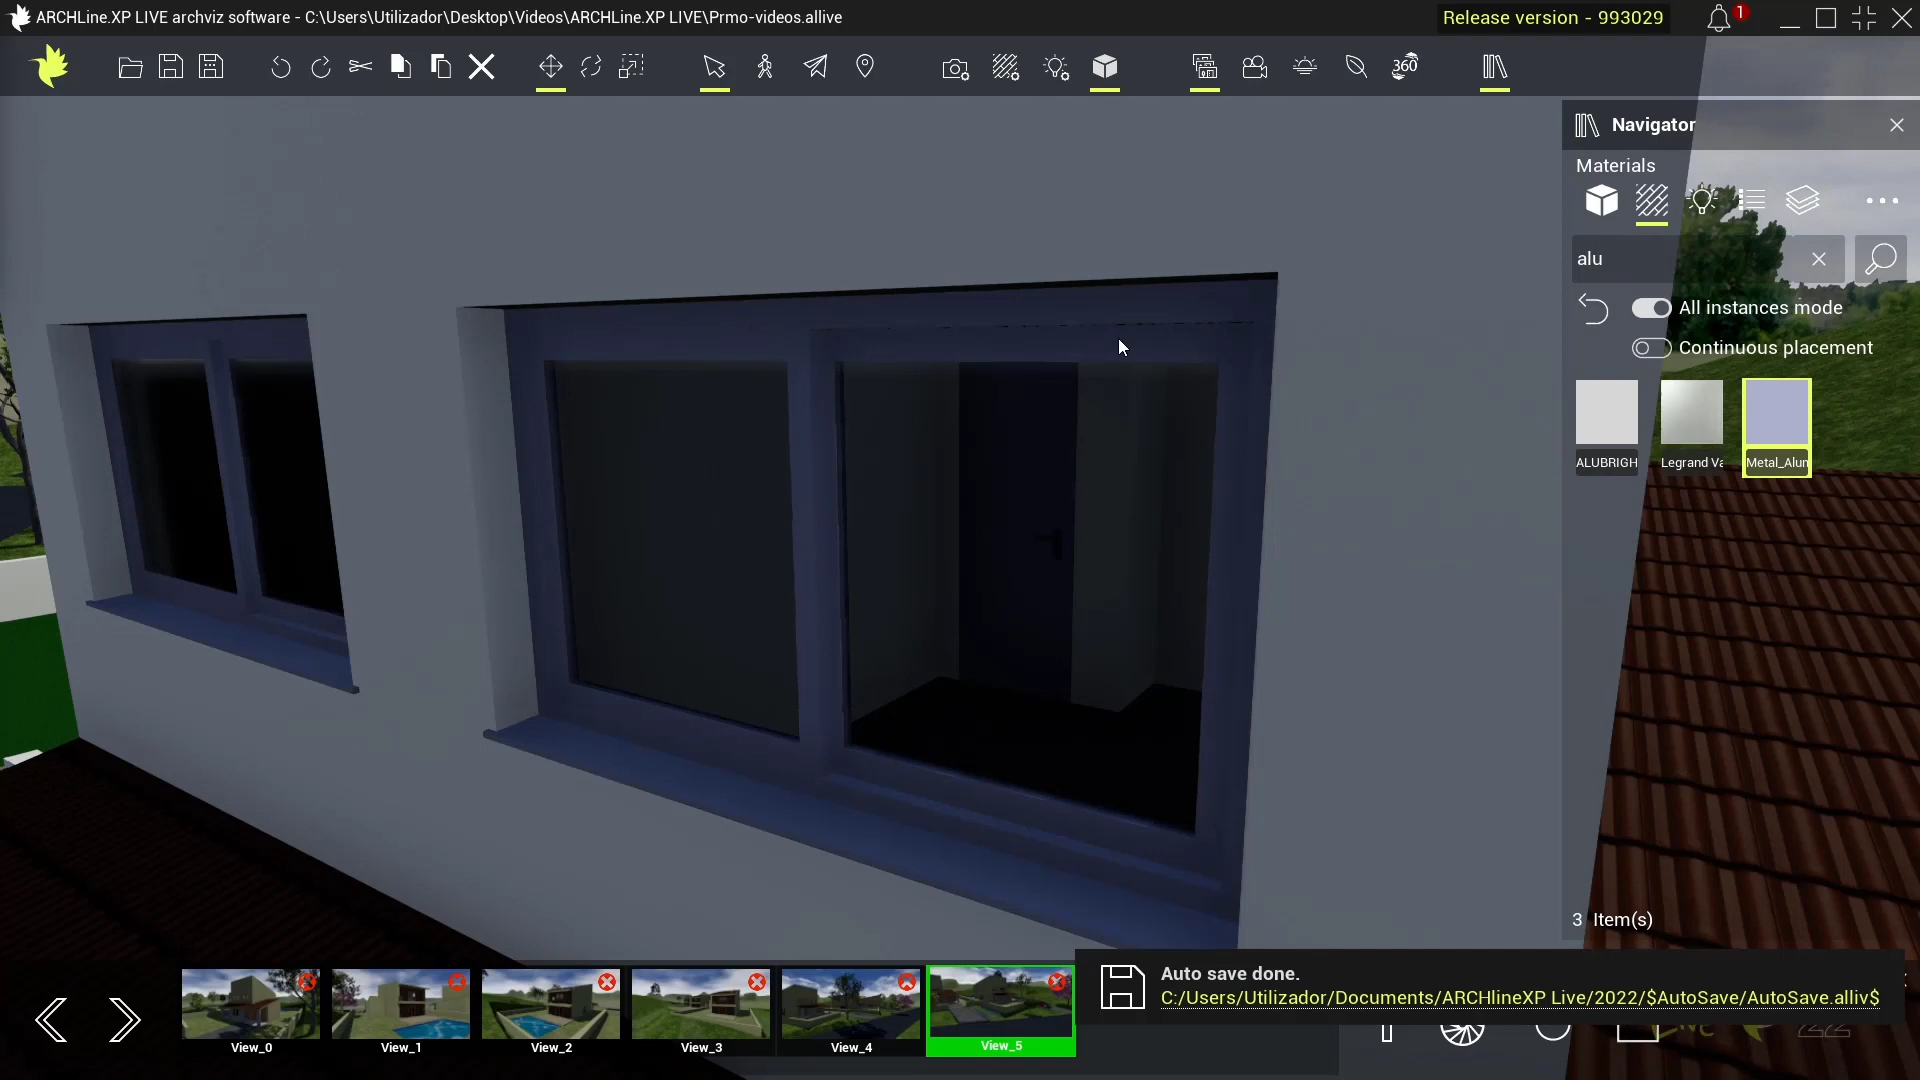 ARCHLine.XP LIVE archviz software - C:\Users\Utilizador\Desktop\Videos\ARCHLine.XP LIVE\Prmo-videos.allive
Release version - 993029
1
360
Navigator
Materials
alu
All instances mode
Continuous placement
ALUBRIGH
Legrand Va
Metal_Alun
3 Item(s)
Auto save done.
C:/Users/Utilizador/Documents/ARCHlineXP Live/2022/$AutoSave/AutoSave.alliv$
View_0
View_1
View_2
View_3
View_4
View_5